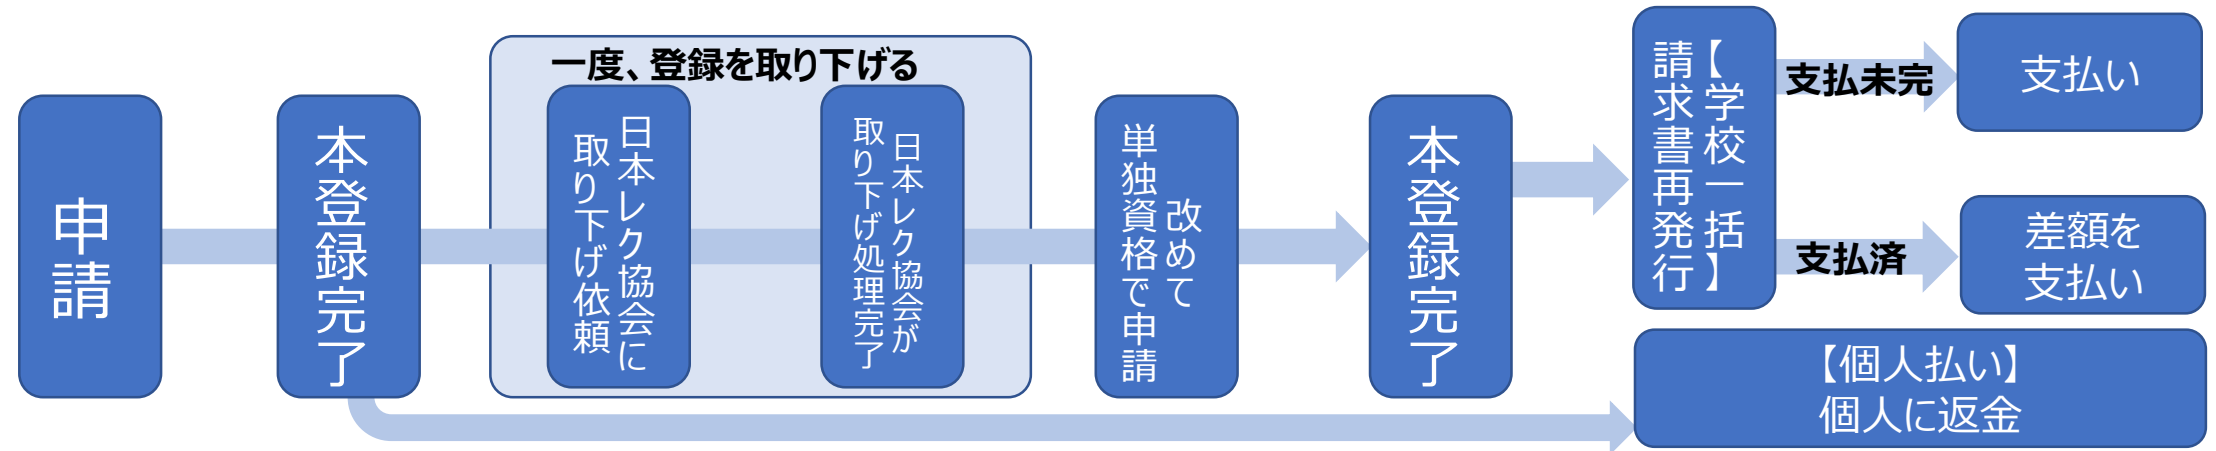 申請
本登録完了
一度、登録を取り下げる
日本レク協会に
取り下げ依頼
日本レク協会が
取り下げ処理完了
改めて
単独資格で申請
本登録完了
【学校一括】
請求書再発行
支払未完
支払い
支払済
差額を
支払い
【個人払い】
個人に返金